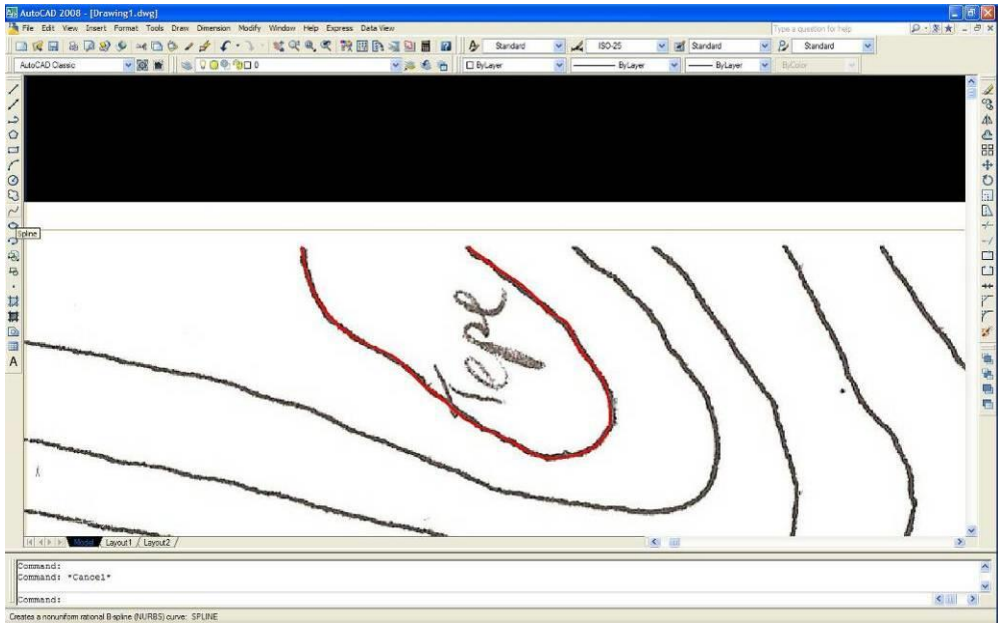 AutoCAD 2008 - [Drawing1.dwg]
File Edit View Insert Format Tools Draw Dimension Modify Window Help Express Data View
Type a question for help
Standard ISO-25 Standard Standard
AutoCAD Classic 0 ByLayer ByLayer ByLayer ByColor
A
Spline
Tepe
Model Layout1 Layout2
Command:
Command: *Cancel*
Command:
Creates a nonuniform rational B-spline (NURBS) curve: SPLINE